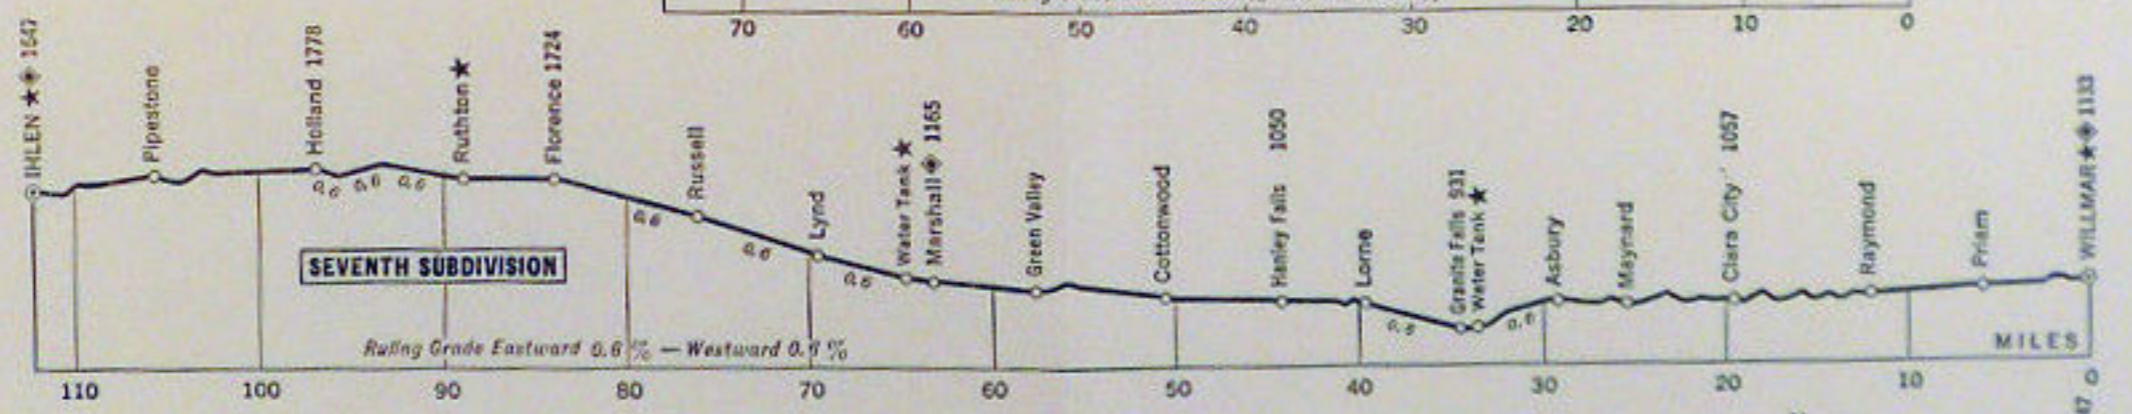 70 60 50 40 30 20 10 0
IHLEN ★◈ 1647
Pipestone
Holland 1778
Ruthton ★
Florence 1724
Russell
Lynd
Water Tank ★
Marshall ◈ 1165
Green Valley
Cottonwood
Hanley Falls 1050
Lorne
Granite Falls 931
Water Tank ★
Asbury
Maynard
Clara City 1057
Raymond
Priam
WILLMAR ★◈ 1133
0.6 0.6 0.6
0.6
0.6
0.6
0.6
0.6
SEVENTH SUBDIVISION
Ruling Grade Eastward 0.6 % — Westward 0.6 %
MILES
110 100 90 80 70 60 50 40 30 20 10 0